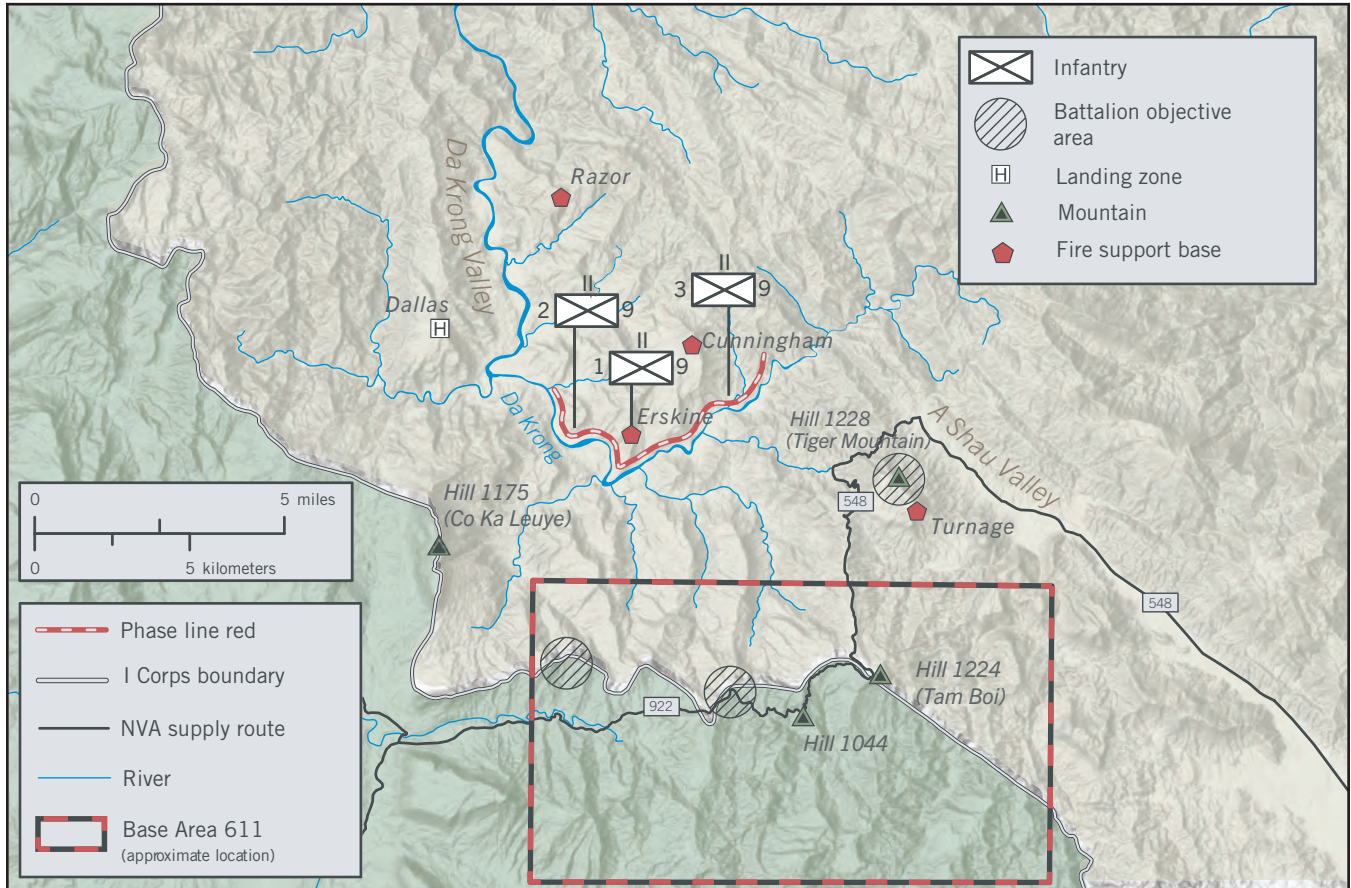 Infantry
Battalion objective
area
H
Landing zone
Mountain
Fire support base
Da Krong Valley
Razor
Dallas
H
II
2
9
II
3
9
II
1
9
Cunningham
Erskine
Da Krong
Hill 1228
(Tiger Mountain)
A Shau Valley
548
Turnage
548
Hill 1175
(Co Ka Leuye)
0
5 miles
0
5 kilometers
Hill 1224
(Tam Boi)
922
Hill 1044
Phase line red
I Corps boundary
NVA supply route
River
Base Area 611
(approximate location)